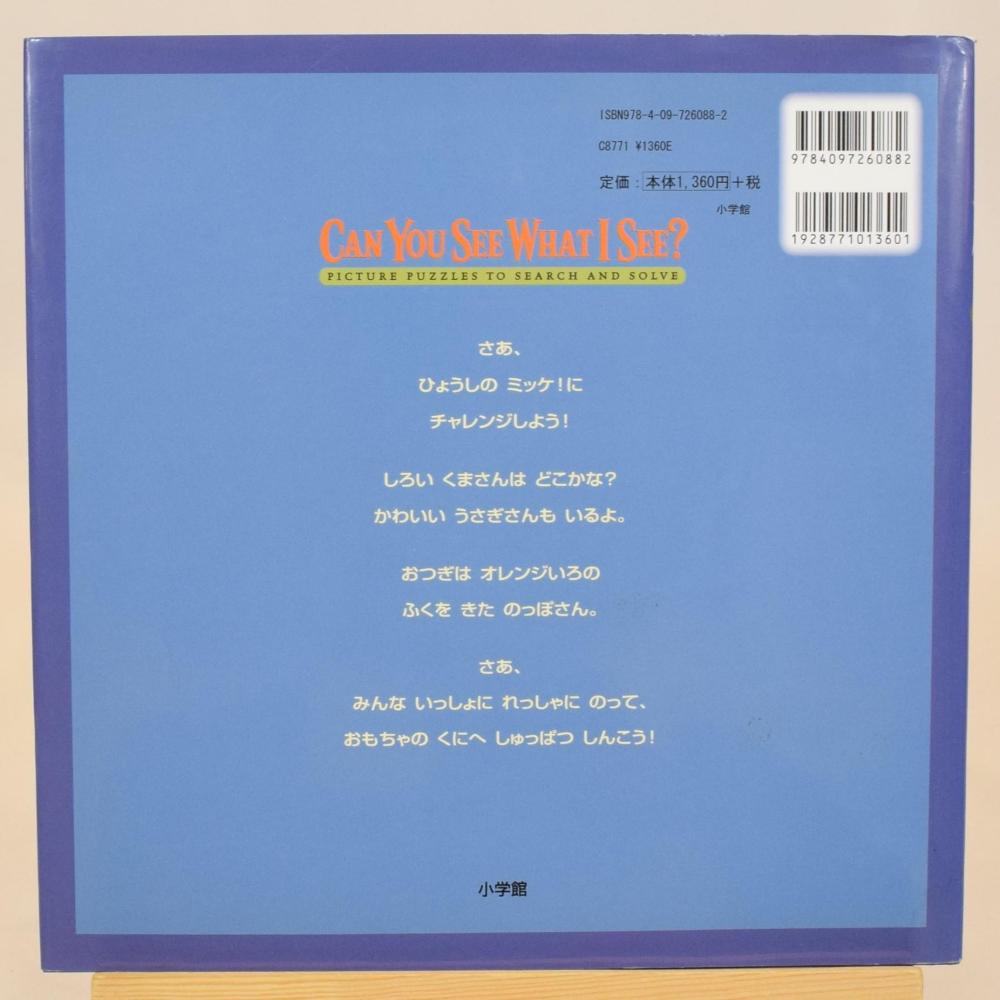 ISBN978-4-09-726088-2
C8771 ¥1360E
定価：本体1,360円＋税
小学館
9784097260882
1928771013601
CAN YOU SEE WHAT I SEE?
PICTURE PUZZLES TO SEARCH AND SOLVE
さあ、
ひょうしの ミッケ！に
チャレンジしよう！
しろい くまさんは どこかな？
かわいい うさぎさんも いるよ。
おつぎは オレンジいろの
ふくを きた のっぽさん。
さあ、
みんな いっしょに れっしゃに のって、
おもちゃの くにへ しゅっぱつ しんこう！
小学館